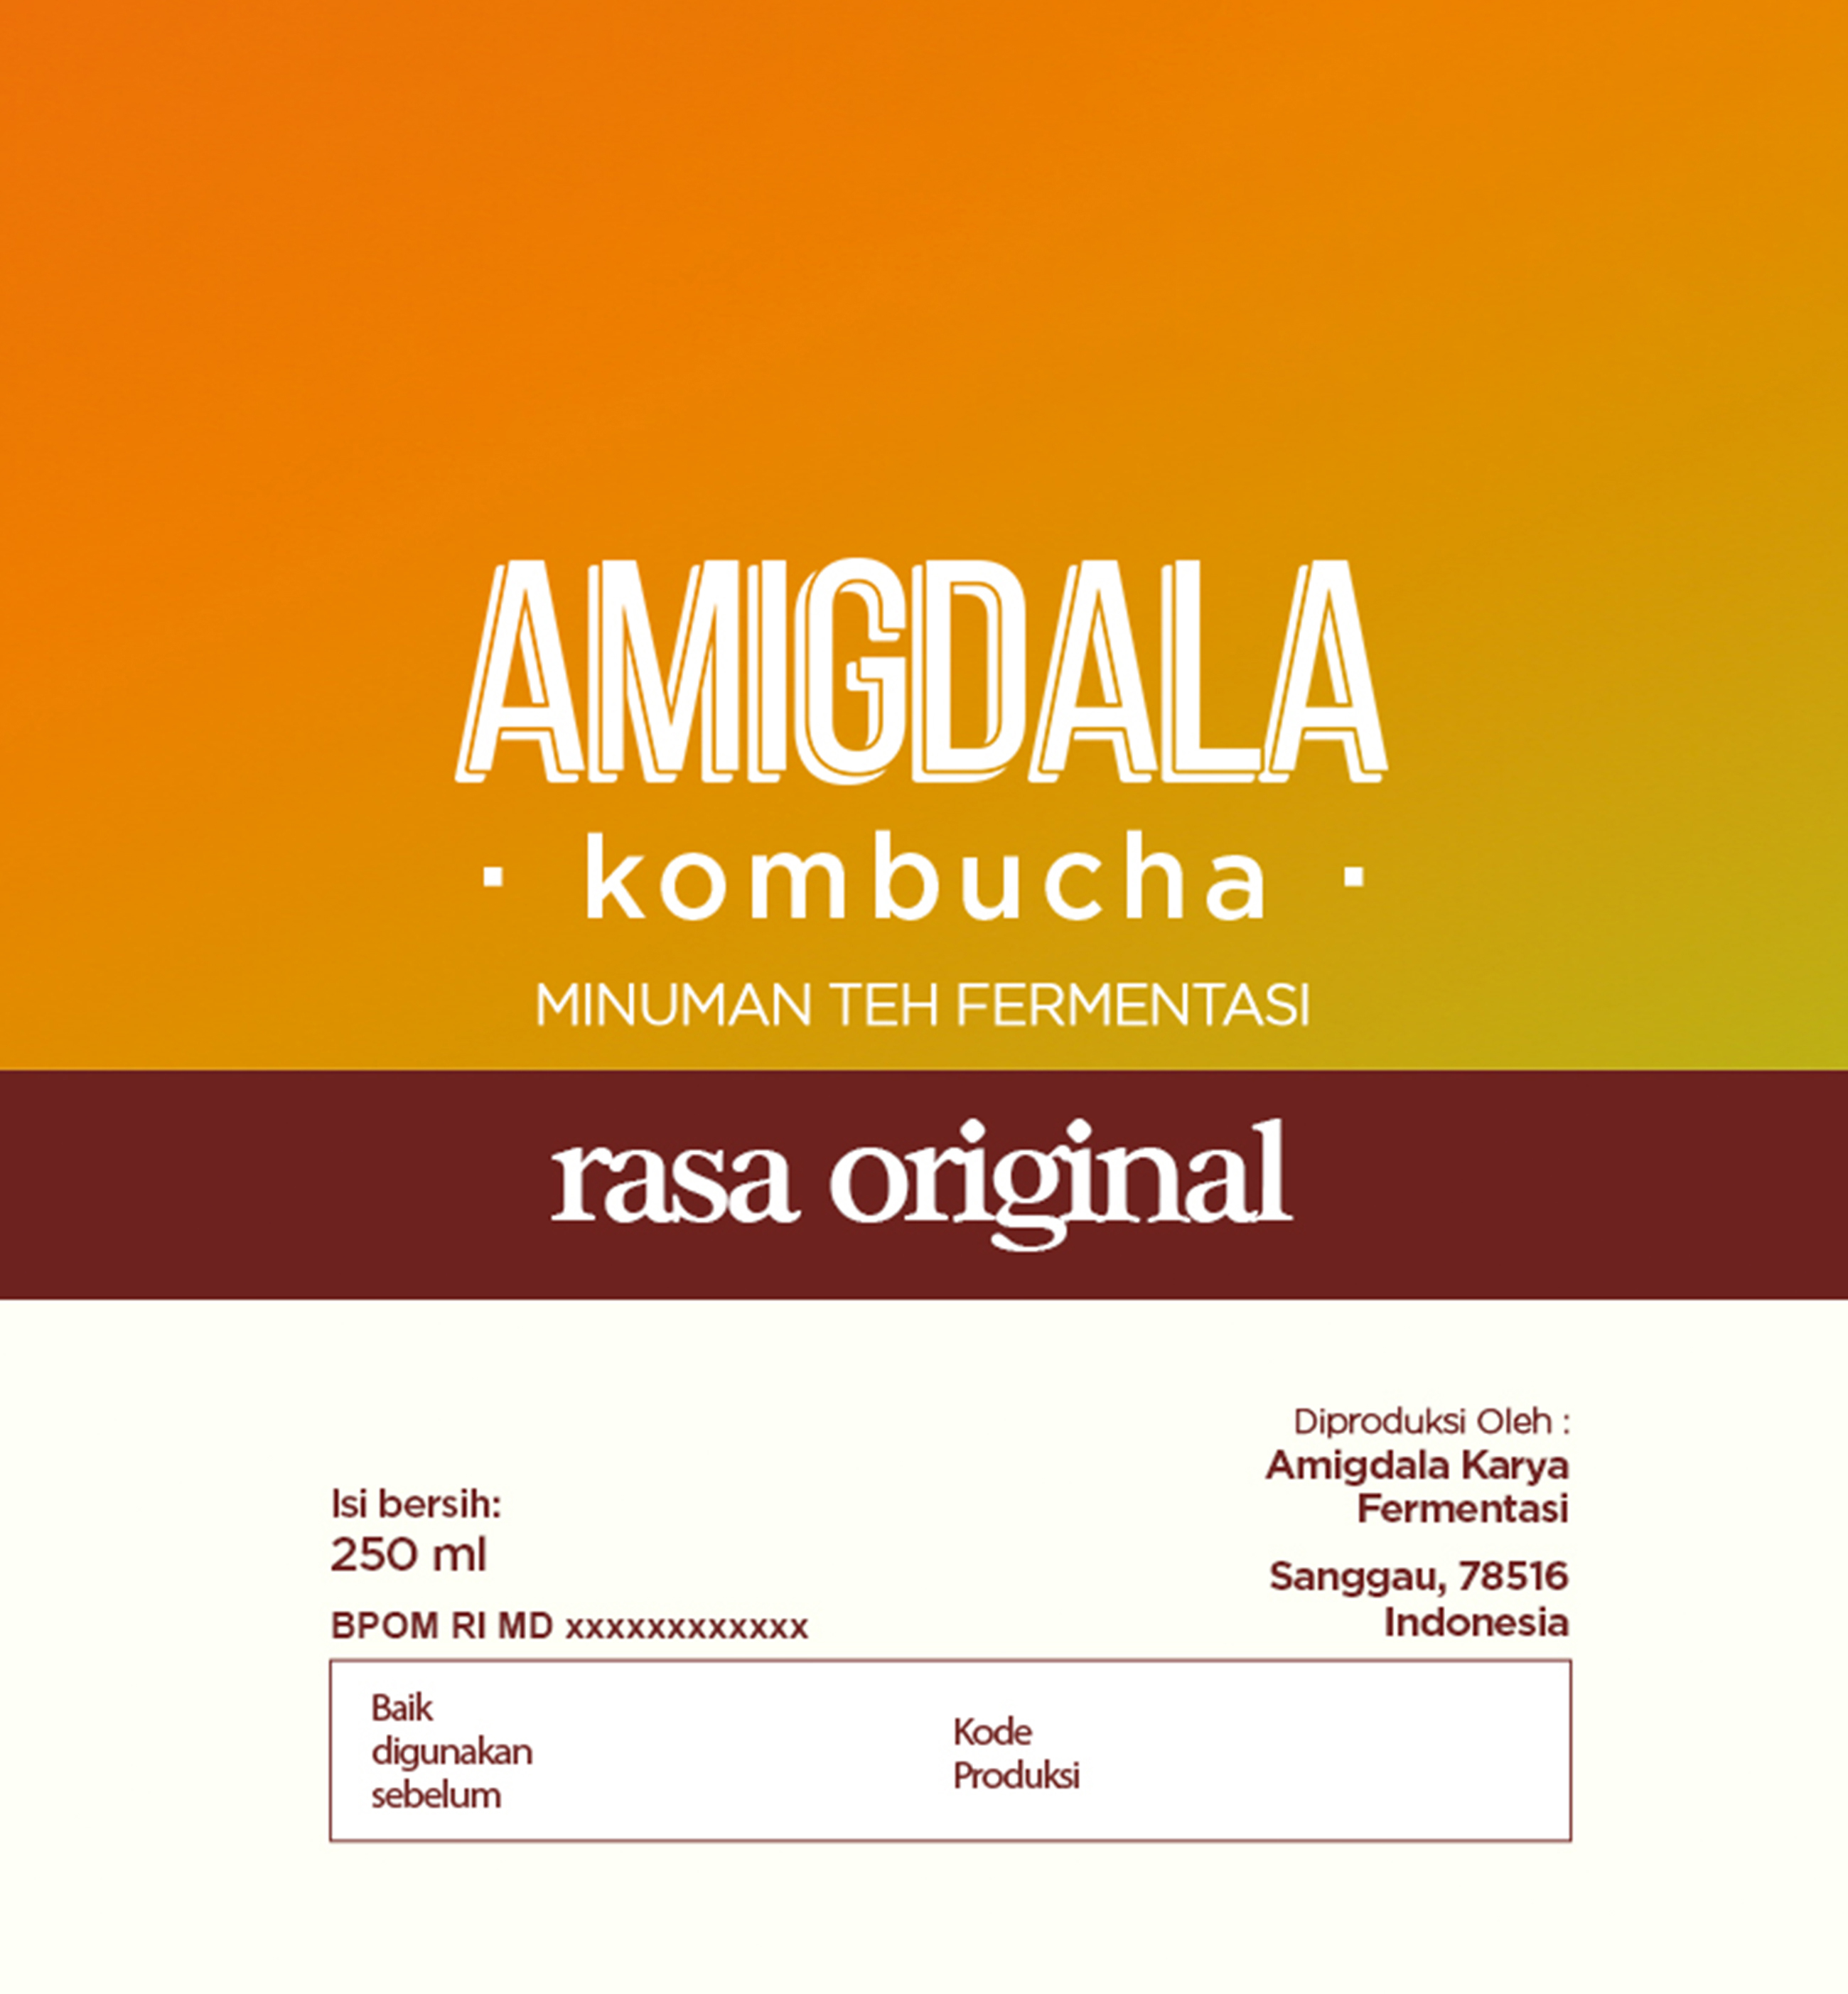 AMIGDALA
· kombucha ·
MINUMAN TEH FERMENTASI
rasa original
Diproduksi Oleh :
Amigdala Karya
Fermentasi
Sanggau, 78516
Indonesia
Isi bersih:
250 ml
BPOM RI MD xxxxxxxxxxxx
Baik
digunakan
sebelum
Kode
Produksi